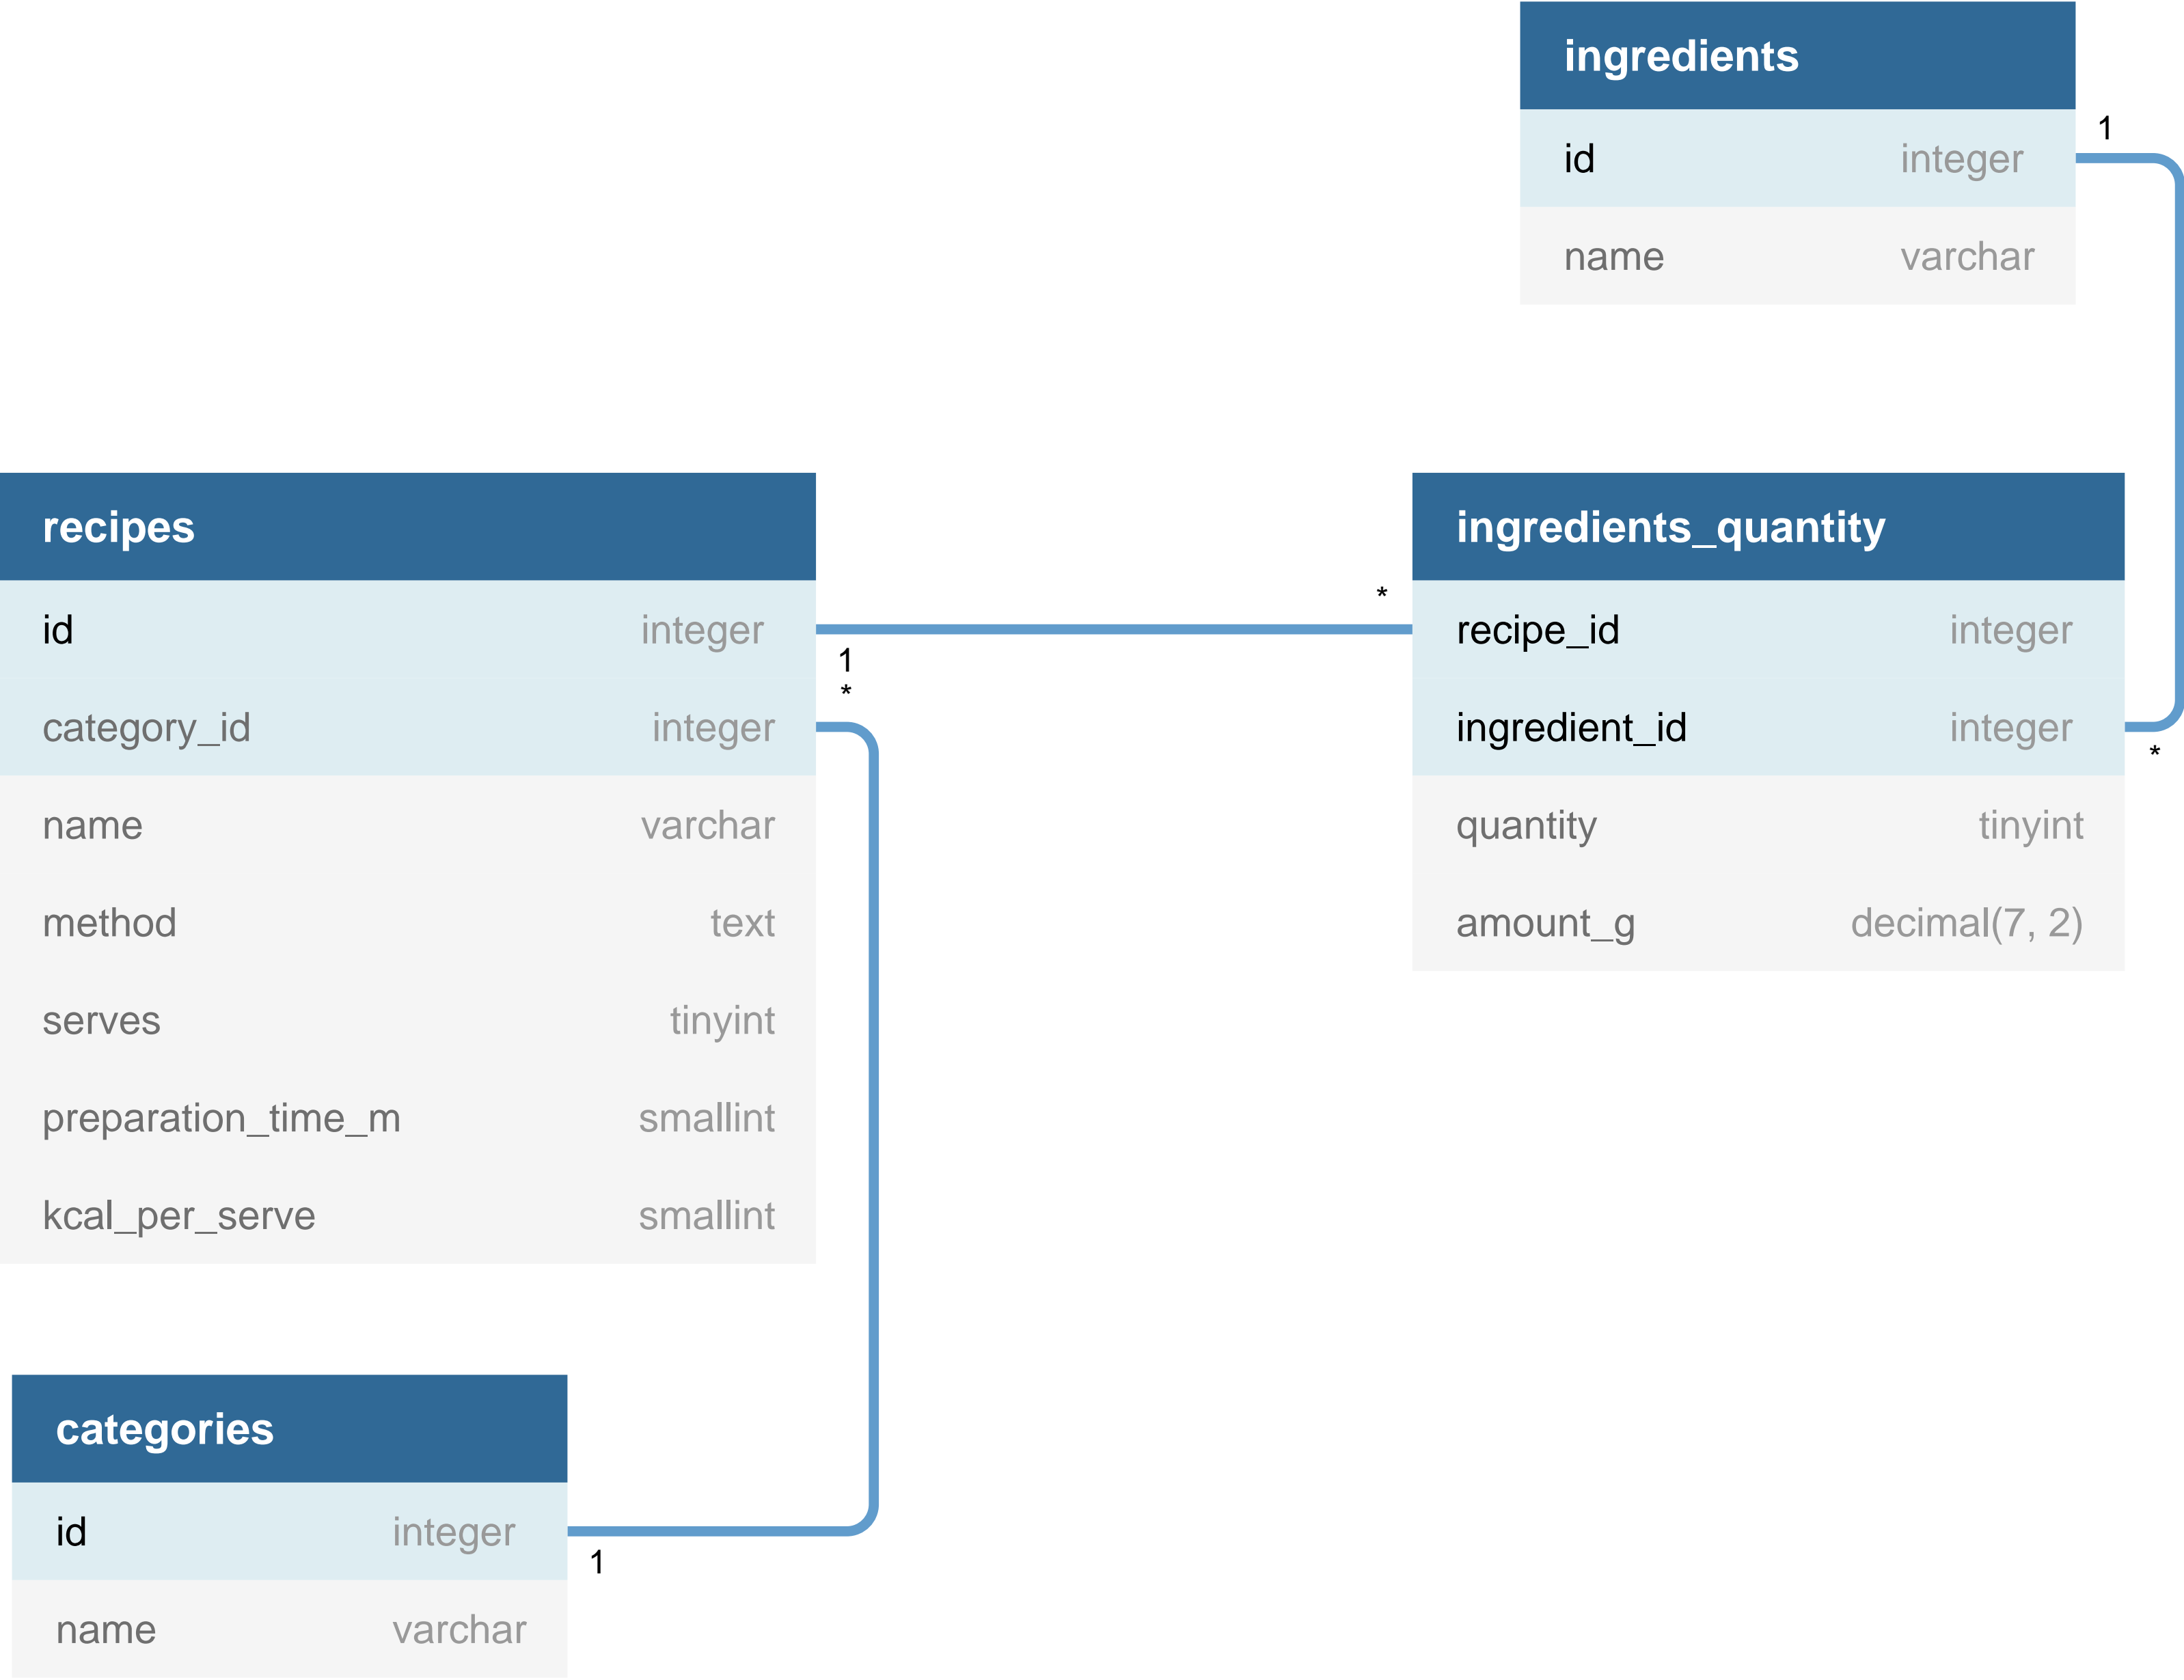 ingredients
1
id integer
name varchar
recipes
id integer
1
*
category_id integer
name varchar
method text
serves tinyint
preparation_time_m smallint
kcal_per_serve smallint
ingredients_quantity
*
recipe_id integer
ingredient_id integer
*
quantity tinyint
amount_g decimal(7, 2)
categories
id integer
1
name varchar